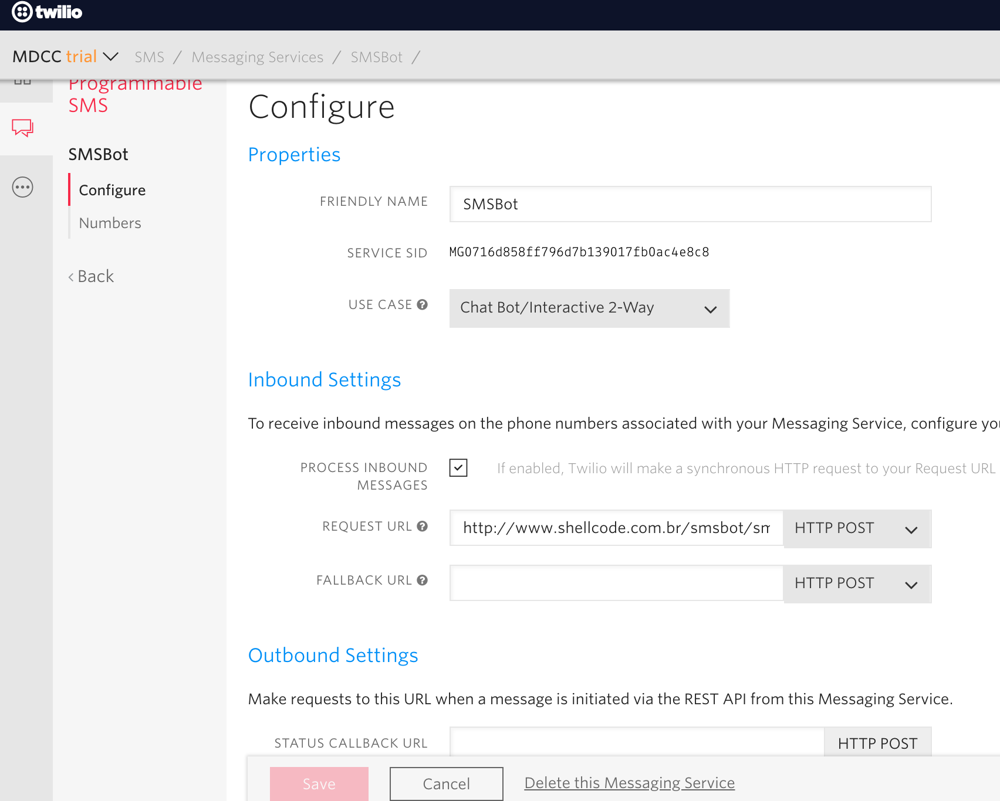 twilio
MDCC trial SMS / Messaging Services / SMSBot /
Programmable
SMS
SMSBot
Configure
Numbers
Back
Configure
Properties
FRIENDLY NAME SMSBot
SERVICE SID MG0716d858ff796d7b139017fb0ac4e8c8
USE CASE ? Chat Bot/Interactive 2-Way
Inbound Settings
To receive inbound messages on the phone numbers associated with your Messaging Service, configure you
PROCESS INBOUND
MESSAGES
If enabled, Twilio will make a synchronous HTTP request to your Request URL
REQUEST URL ? http://www.shellcode.com.br/smsbot/sm HTTP POST
FALLBACK URL ? HTTP POST
Outbound Settings
Make requests to this URL when a message is initiated via the REST API from this Messaging Service.
STATUS CALLBACK URL HTTP POST
Save Cancel Delete this Messaging Service